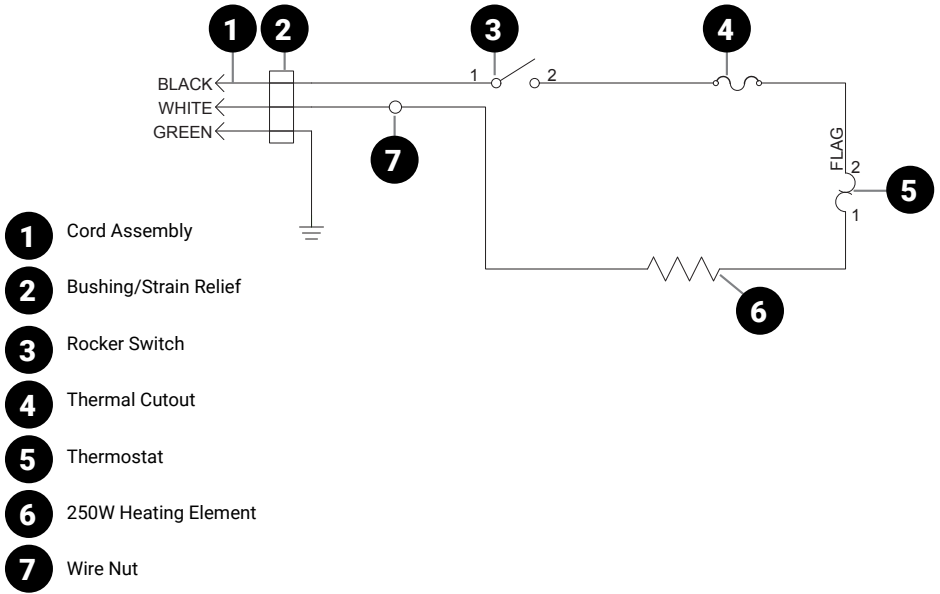 1 2 3 4
BLACK 1 2
WHITE
GREEN
7
FLAG
2
5
1
6
1 Cord Assembly
2 Bushing/Strain Relief
3 Rocker Switch
4 Thermal Cutout
5 Thermostat
6 250W Heating Element
7 Wire Nut